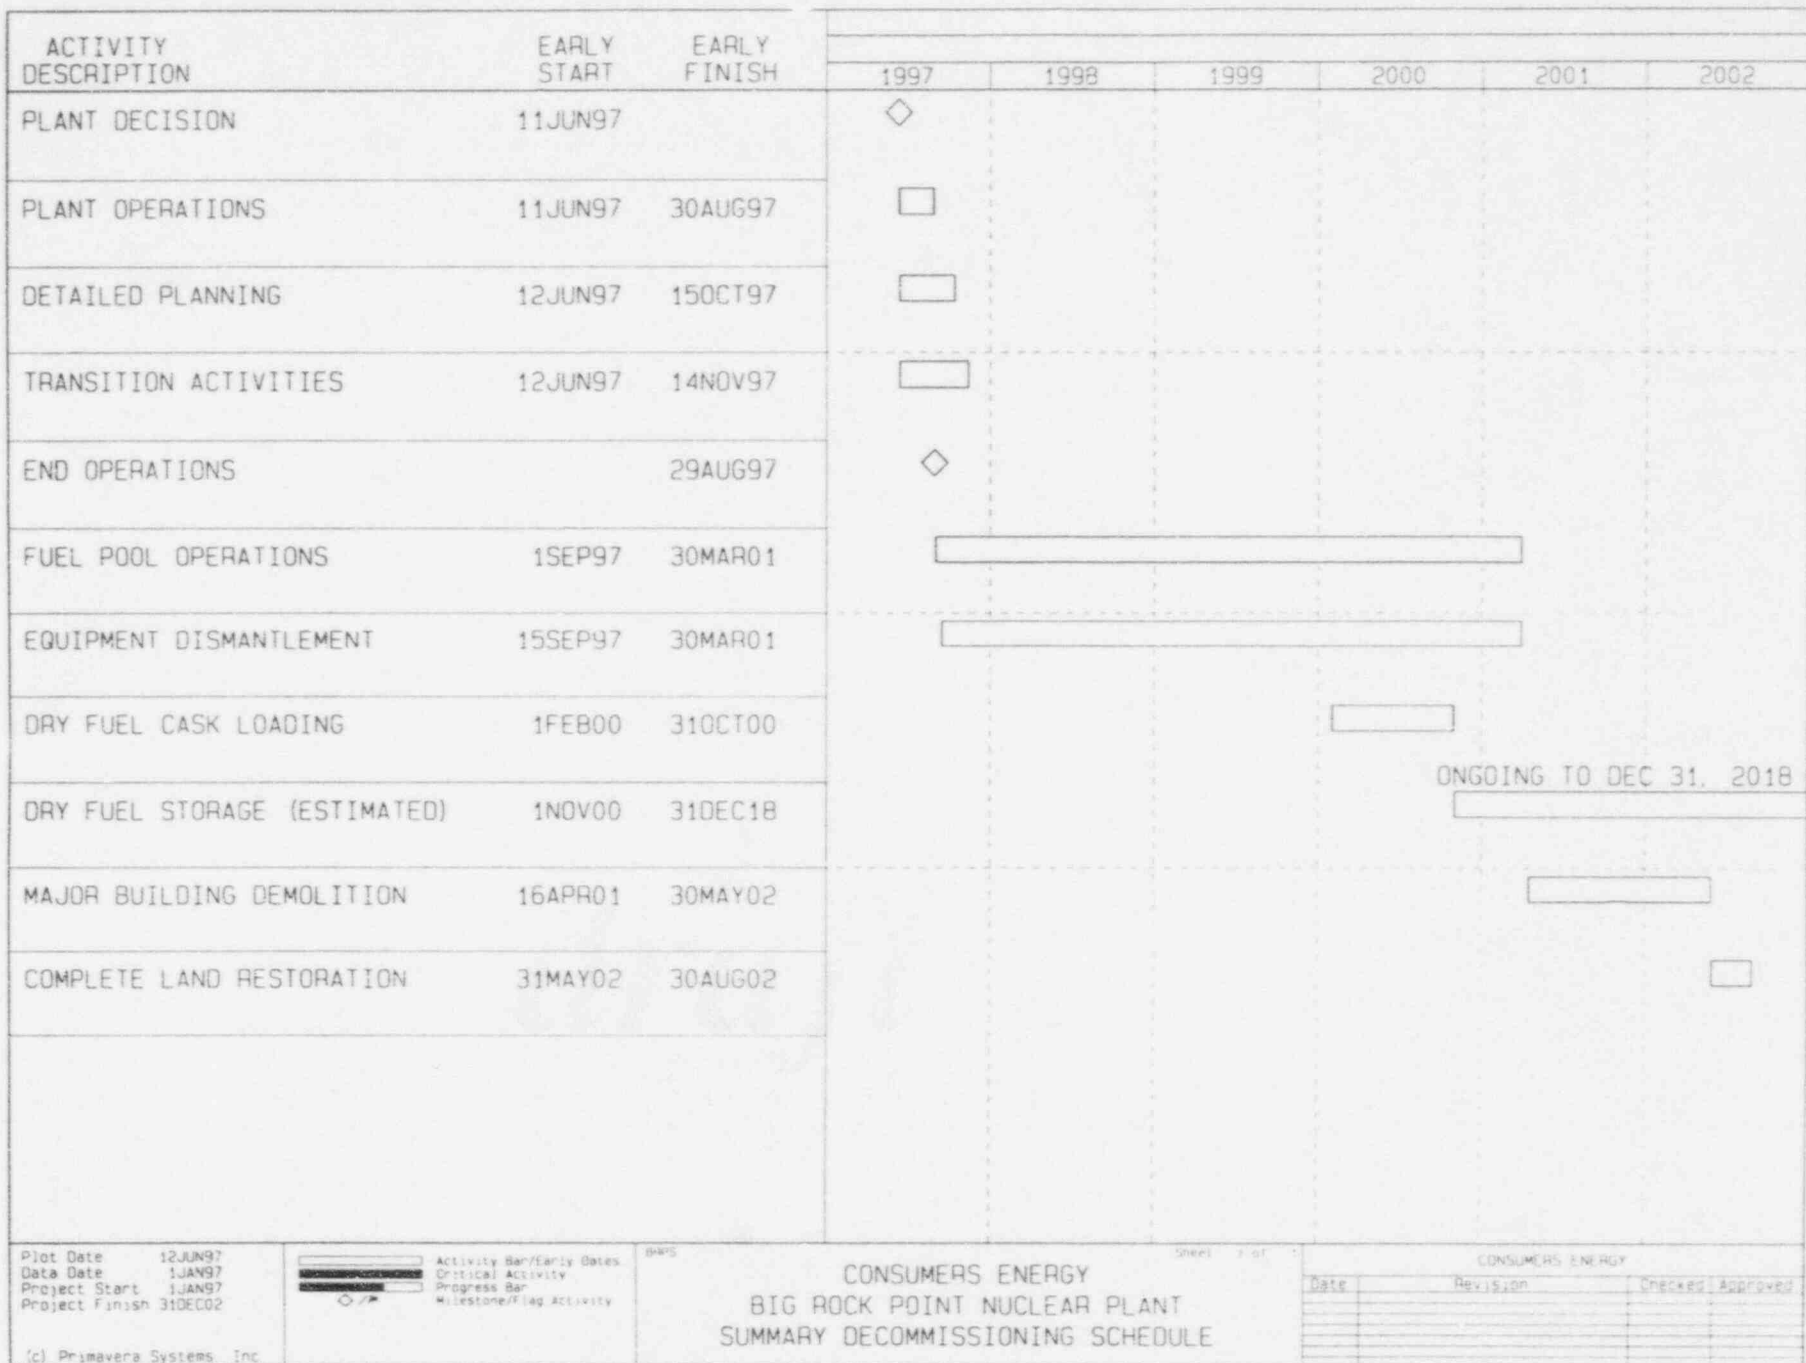 ACTIVITY DESCRIPTION EARLY START EARLY FINISH
1997 1998 1999 2000 2001 2002
PLANT DECISION 11JUN97
PLANT OPERATIONS 11JUN97 30AUG97
DETAILED PLANNING 12JUN97 15OCT97
TRANSITION ACTIVITIES 12JUN97 14NOV97
END OPERATIONS 29AUG97
FUEL POOL OPERATIONS 1SEP97 30MAR01
EQUIPMENT DISMANTLEMENT 15SEP97 30MAR01
DRY FUEL CASK LOADING 1FEB00 31OCT00
ONGOING TO DEC 31, 2018
DRY FUEL STORAGE (ESTIMATED) 1NOV00 31DEC18
MAJOR BUILDING DEMOLITION 16APR01 30MAY02
COMPLETE LAND RESTORATION 31MAY02 30AUG02
Plot Date 12JUN97
Data Date 1JAN97
Project Start 1JAN97
Project Finish 31DEC02
(c) Primavera Systems Inc
Activity Bar/Early Dates
Critical Activity
Progress Bar
Milestone/Flag Activity
CONSUMERS ENERGY
BIG ROCK POINT NUCLEAR PLANT
SUMMARY DECOMMISSIONING SCHEDULE
Sheet of
CONSUMERS ENERGY
Date Revision Checked Approved